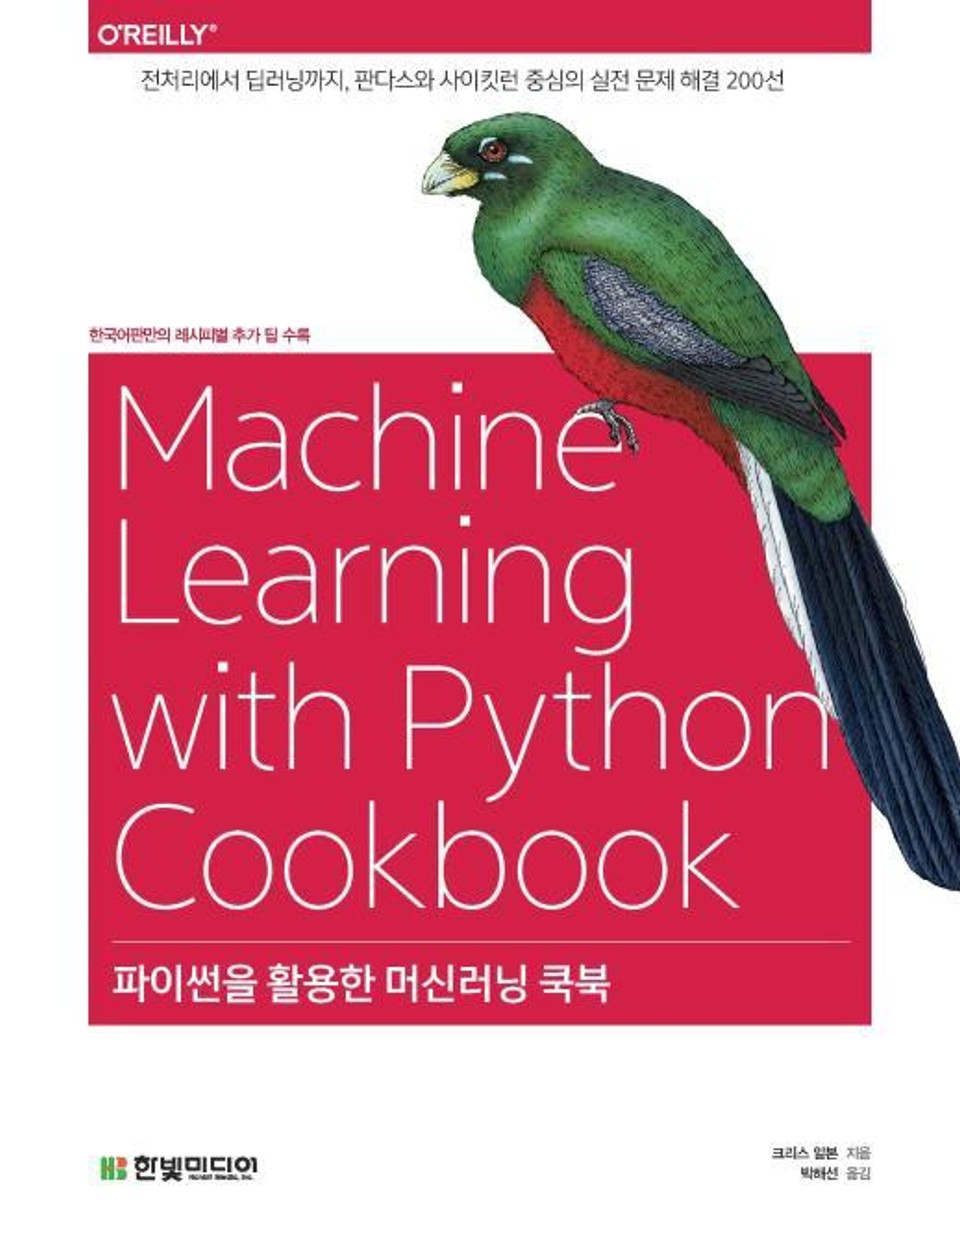 O'REILLY®
전처리에서 딥러닝까지, 판다스와 사이킷런 중심의 실전 문제 해결 200선
한국어판만의 레시피별 추가 팁 수록
Machine
Learning
with Python
Cookbook
파이썬을 활용한 머신러닝 쿡북
HB 한빛미디어
Hanbit Media, Inc.
크리스 알본 지음
박해선 옮김